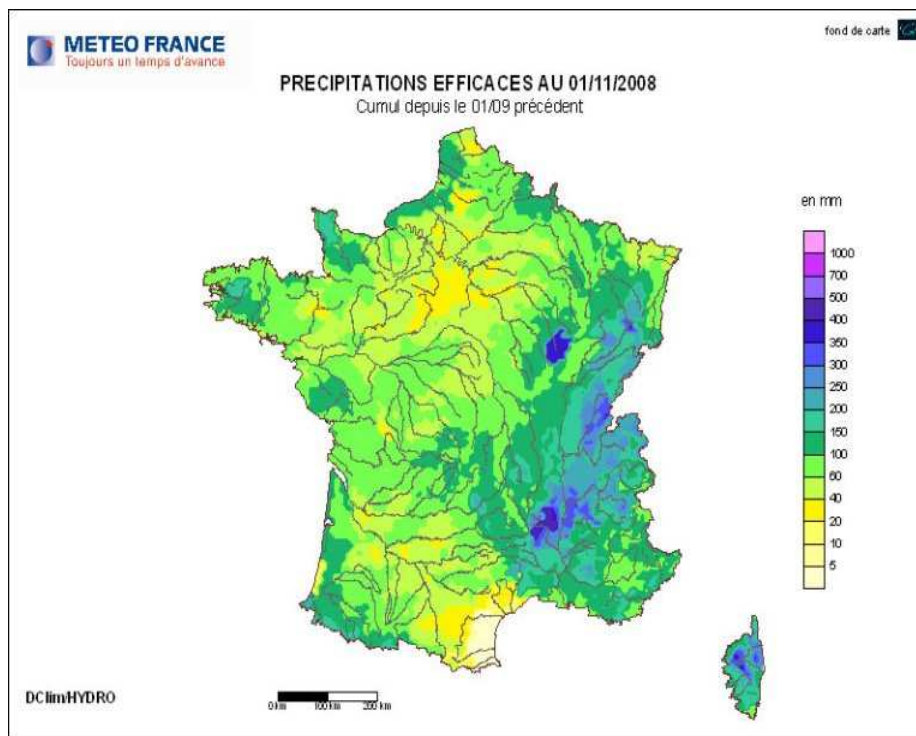 METEO FRANCE
Toujours un temps d'avance
fond de carte
PRECIPITATIONS EFFICACES AU 01/11/2008
Cumul depuis le 01/09 précédent
en mm
1000
700
500
400
350
300
250
200
150
100
60
40
20
10
5
DClim/HYDRO
0 km 100 km 200 km